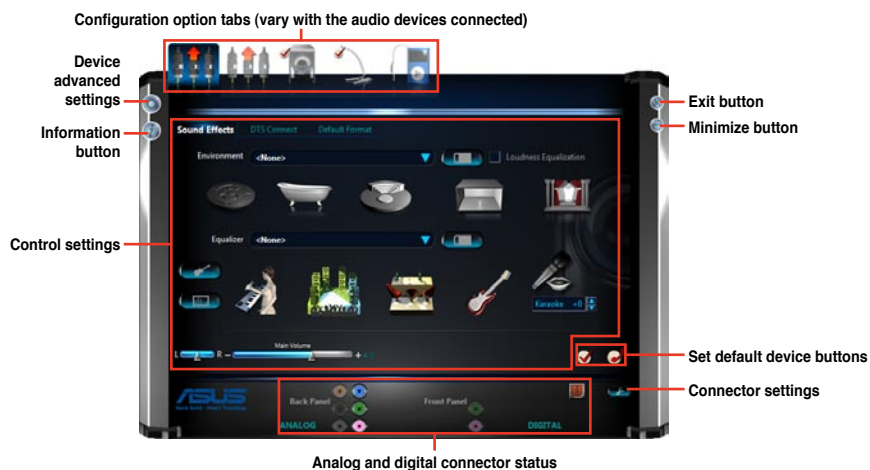 Configuration option tabs (vary with the audio devices connected)
Device
advanced
settings
Exit button
Information
button
Minimize button
Sound Effects DTS Connect Default Format
Environment <None> Loudness Equalization
Control settings
Equalizer <None>
Karaoke +0
Main Volume
L R - +
Set default device buttons
ASUS
Back Panel Front Panel
Connector settings
ANALOG DIGITAL
Analog and digital connector status